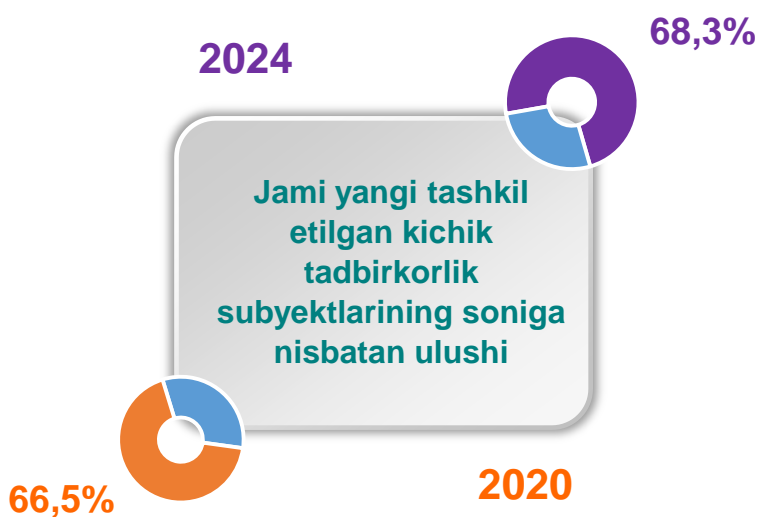 68,3%
2024
Jami yangi tashkil
etilgan kichik
tadbirkorlik
subyektlarining soniga
nisbatan ulushi
66,5%
2020